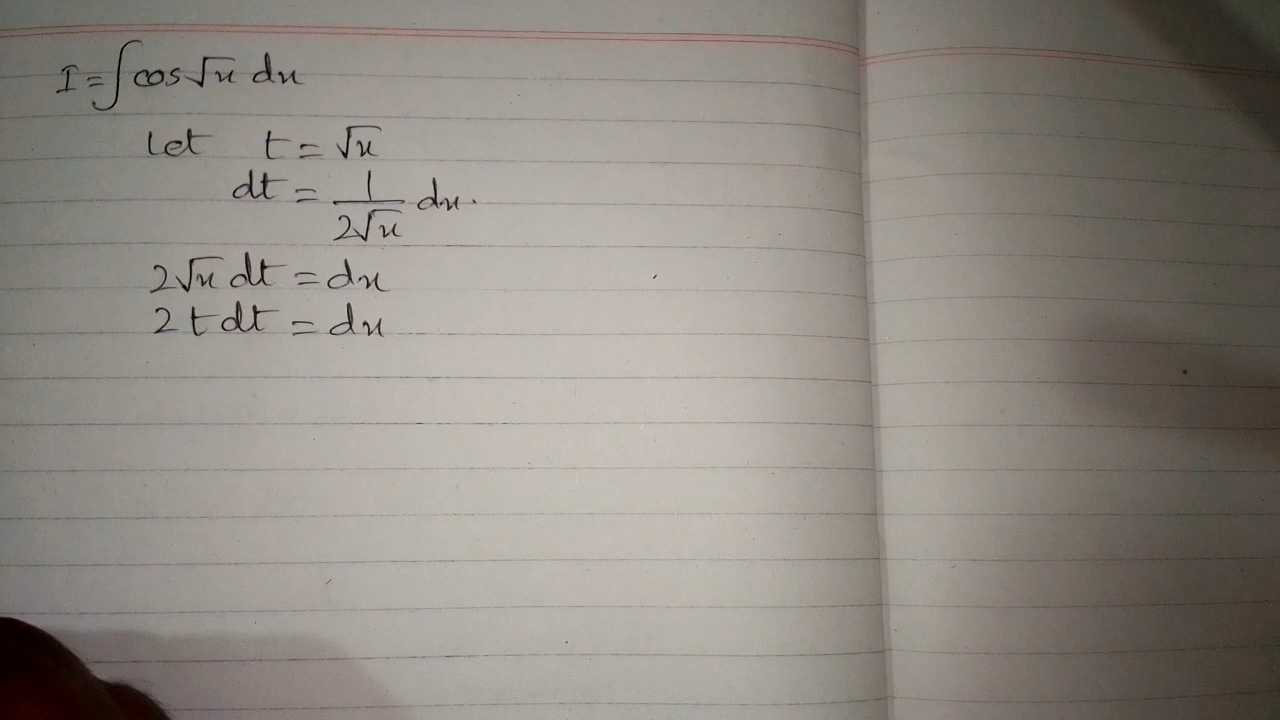 I = ∫ cos √x dx
Let t = √x
dt = 1/(2√x) dx.
2√x dt = dx
2t dt = dx